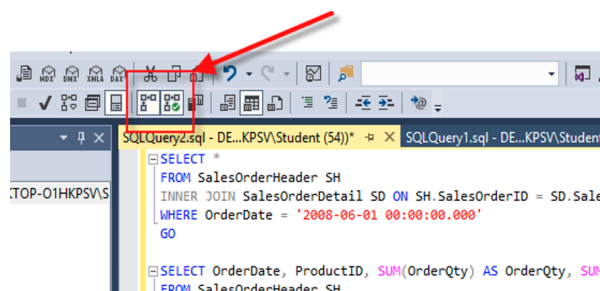 MDX DMX XMLA DAX
SQLQuery2.sql - DE...KPSV\Student (54))* SQLQuery1.sql - DE...KPSV\Student
SELECT *
FROM SalesOrderHeader SH
KTOP-O1HKPSV\S
INNER JOIN SalesOrderDetail SD ON SH.SalesOrderID = SD.Sale
WHERE OrderDate = '2008-06-01 00:00:00.000'
GO
SELECT OrderDate, ProductID, SUM(OrderQty) AS OrderQty, SUM
FROM SalesOrderHeader SH